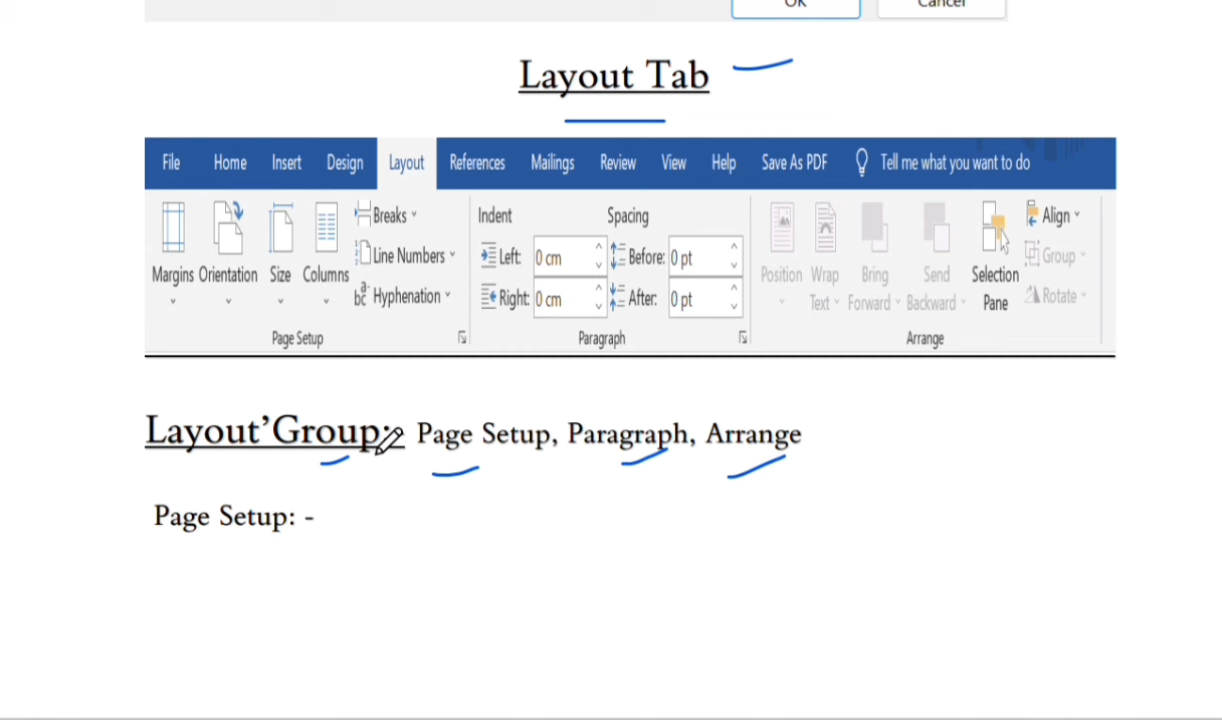 OK Cancel
Layout Tab
File Home Insert Design Layout References Mailings Review View Help Save As PDF Tell me what you want to do
Breaks Indent Spacing Align
Line Numbers Left: 0 cm Before: 0 pt Group
Margins Orientation Size Columns Position Wrap Text Bring Forward Send Backward Selection Pane
Hyphenation Right: 0 cm After: 0 pt Rotate
Page Setup Paragraph Arrange
Layout'Group: Page Setup, Paragraph, Arrange
Page Setup: -